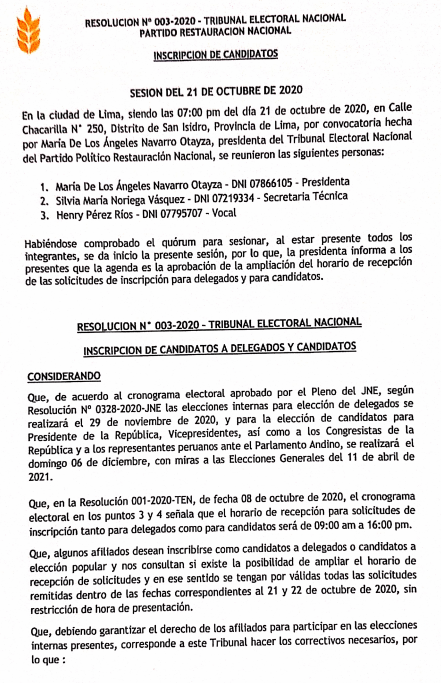 RESOLUCION Nº 003-2020 - TRIBUNAL ELECTORAL NACIONAL
PARTIDO RESTAURACION NACIONAL
INSCRIPCION DE CANDIDATOS
SESION DEL 21 DE OCTUBRE DE 2020
En la ciudad de Lima, siendo las 07:00 pm del día 21 de octubre de 2020, en Calle
Chacarilla N° 250, Distrito de San Isidro, Provincia de Lima, por convocatoria hecha
por María De Los Ángeles Navarro Otayza, presidenta del Tribunal Electoral Nacional
del Partido Político Restauración Nacional, se reunieron las siguientes personas:
1. María De Los Ángeles Navarro Otayza - DNI 07866105 - Presidenta
2. Silvia María Noriega Vásquez - DNI 07219334 - Secretaria Técnica
3. Henry Pérez Ríos - DNI 07795707 - Vocal
Habiéndose comprobado el quórum para sesionar, al estar presente todos los
integrantes, se da inicio la presente sesión, por lo que, la presidenta informa a los
presentes que la agenda es la aprobación de la ampliación del horario de recepción
de las solicitudes de inscripción para delegados y para candidatos.
RESOLUCION N° 003-2020 - TRIBUNAL ELECTORAL NACIONAL
INSCRIPCION DE CANDIDATOS A DELEGADOS Y CANDIDATOS
CONSIDERANDO
Que, de acuerdo al cronograma electoral aprobado por el Pleno del JNE, según
Resolución Nº 0328-2020-JNE las elecciones internas para elección de delegados se
realizará el 29 de noviembre de 2020, y para la elección de candidatos para
Presidente de la República, Vicepresidentes, así como a los Congresistas de la
República y a los representantes peruanos ante el Parlamento Andino, se realizará el
domingo 06 de diciembre, con miras a las Elecciones Generales del 11 de abril de
2021.
Que, en la Resolución 001-2020-TEN, de fecha 08 de octubre de 2020, el cronograma
electoral en los puntos 3 y 4 señala que el horario de recepción para solicitudes de
inscripción tanto para delegados como para candidatos será de 09:00 am a 16:00 pm.
Que, algunos afiliados desean inscribirse como candidatos a delegados o candidatos a
elección popular y nos consultan si existe la posibilidad de ampliar el horario de
recepción de solicitudes y en ese sentido se tengan por válidas todas las solicitudes
remitidas dentro de las fechas correspondientes al 21 y 22 de octubre de 2020, sin
restricción de hora de presentación.
Que, debiendo garantizar el derecho de los afiliados para participar en las elecciones
internas presentes, corresponde a este Tribunal hacer los correctivos necesarios, por
lo que :